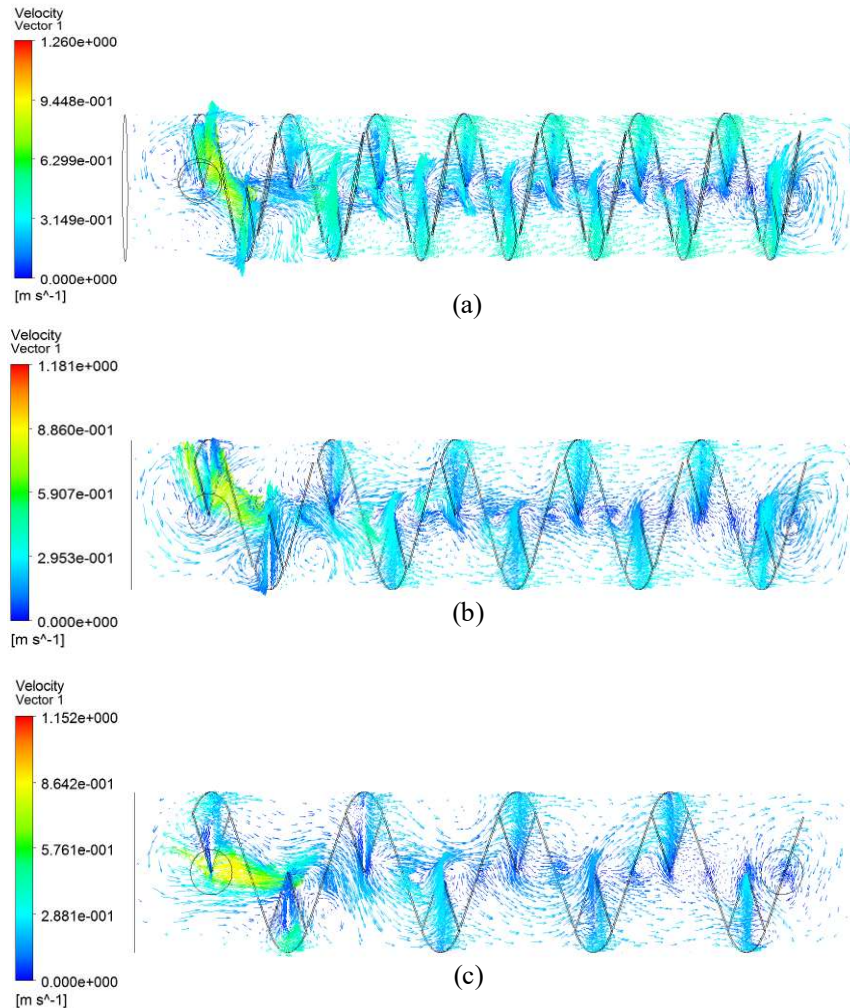 Velocity
Vector 1
1.260e+000
9.448e-001
6.299e-001
3.149e-001
0.000e+000
[m s^-1]
(a)
Velocity
Vector 1
1.181e+000
8.860e-001
5.907e-001
2.953e-001
0.000e+000
[m s^-1]
(b)
Velocity
Vector 1
1.152e+000
8.642e-001
5.761e-001
2.881e-001
0.000e+000
[m s^-1]
(c)